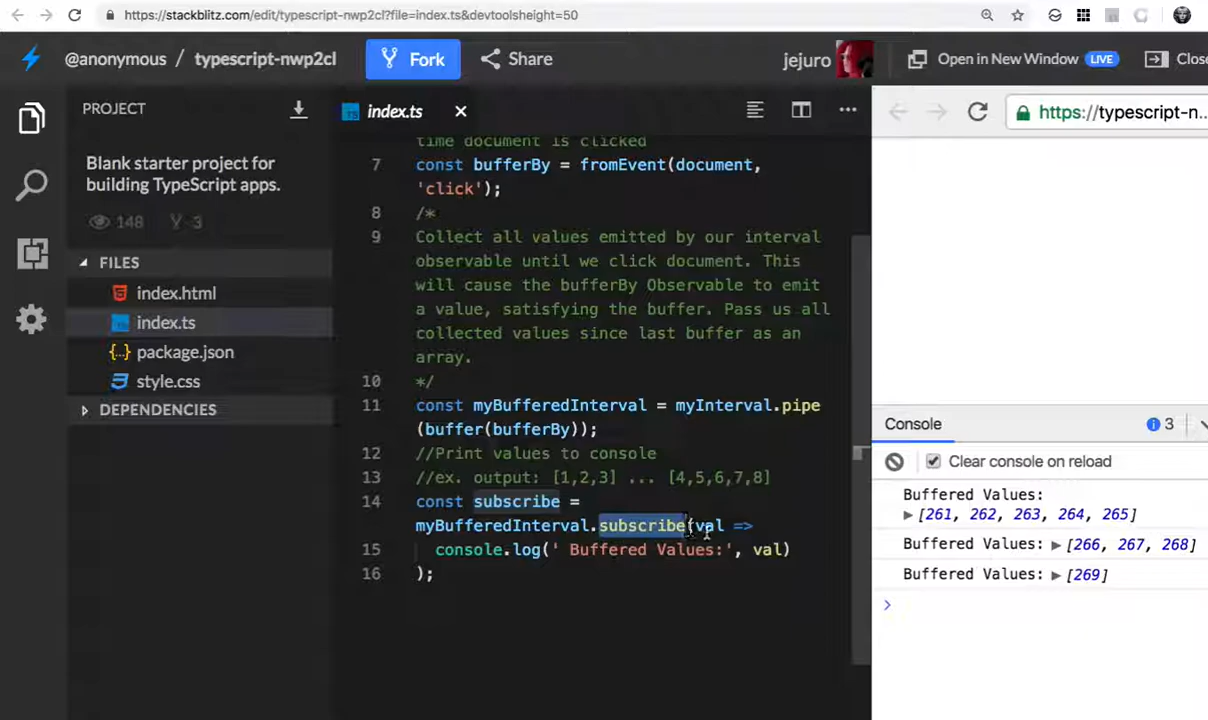 https://stackblitz.com/edit/typescript-nwp2cl?file=index.ts&devtoolsheight=50
@anonymous / typescript-nwp2cl
Fork
Share
jejuro
Open in New Window LIVE
Close
PROJECT
Blank starter project for
building TypeScript apps.
148 3
FILES
index.html
index.ts
package.json
style.css
DEPENDENCIES
index.ts
time document is clicked
7 const bufferBy = fromEvent(document,
'click');
8 /*
9 Collect all values emitted by our interval
observable until we click document. This
will cause the bufferBy Observable to emit
a value, satisfying the buffer. Pass us all
collected values since last buffer as an
array.
10 */
11 const myBufferedInterval = myInterval.pipe
(buffer(bufferBy));
12 //Print values to console
13 //ex. output: [1,2,3] ... [4,5,6,7,8]
14 const subscribe =
myBufferedInterval.subscribe(val =>
15 console.log(' Buffered Values:', val)
16 );
https://typescript-n...
Console
3
Clear console on reload
Buffered Values:
[261, 262, 263, 264, 265]
Buffered Values: [266, 267, 268]
Buffered Values: [269]